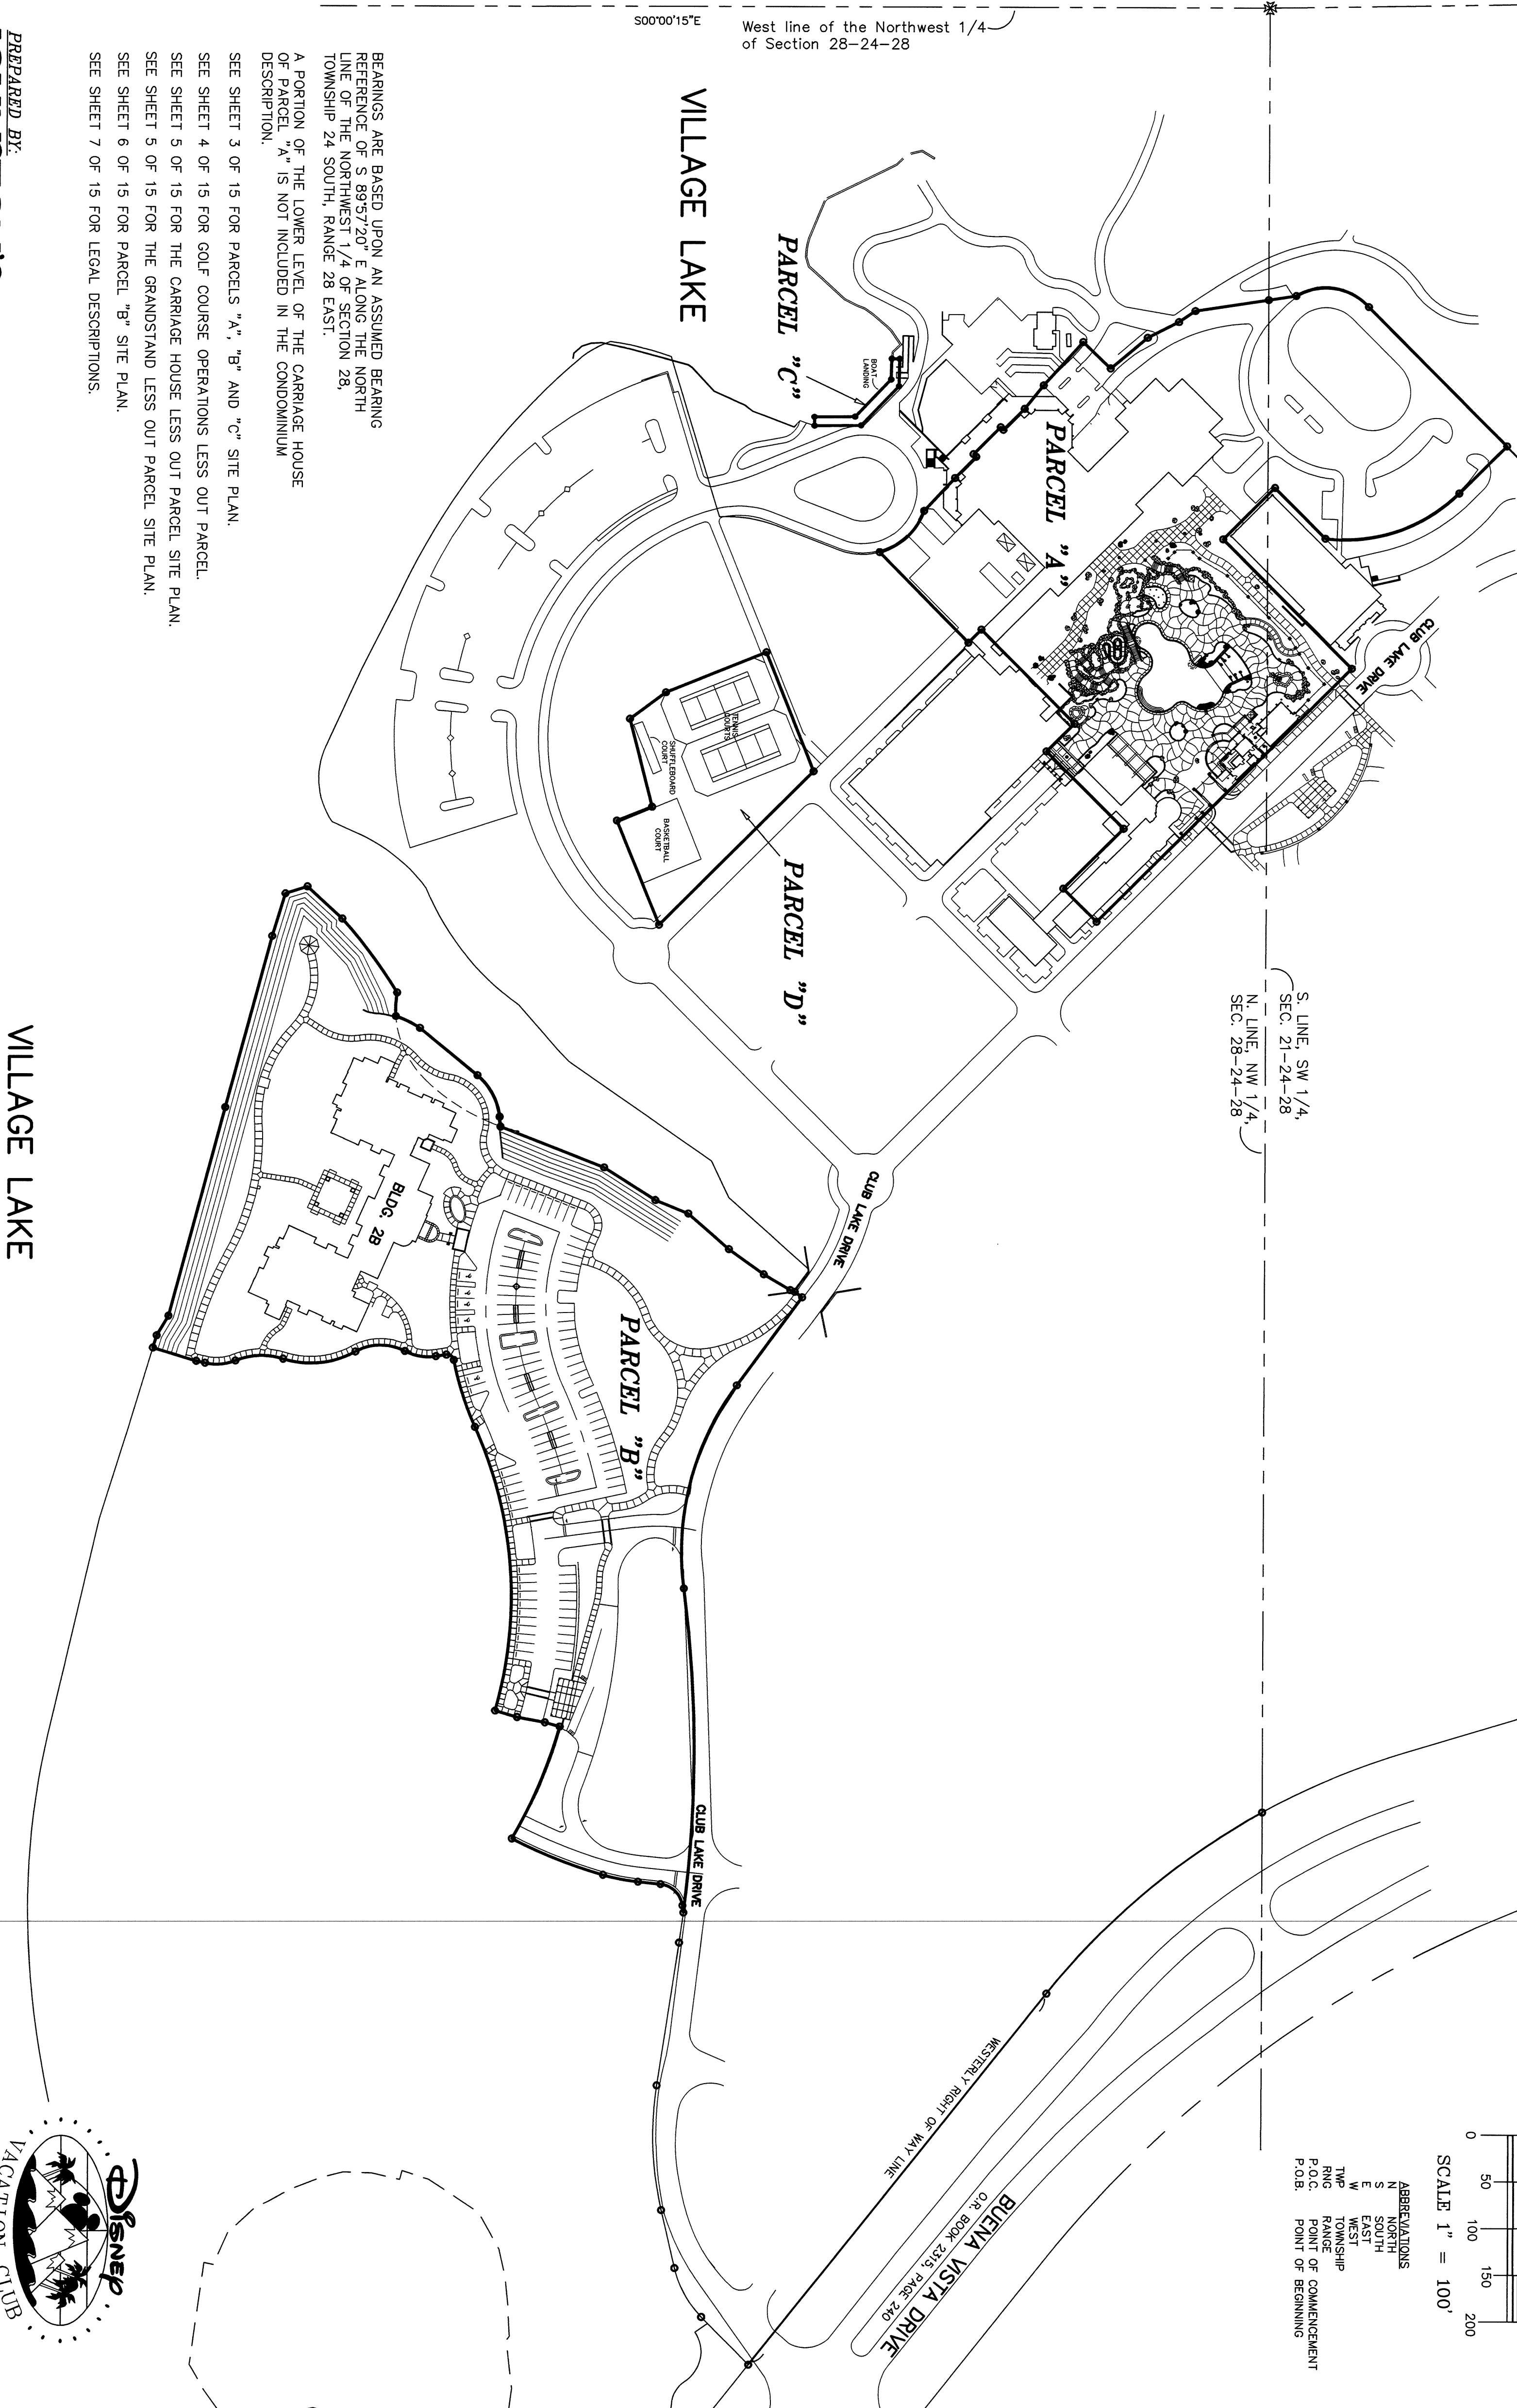 S00°00'15"E
West line of the Northwest 1/4
of Section 28-24-28
S. LINE, SW 1/4,
SEC. 21-24-28
N. LINE, NW 1/4,
SEC. 28-24-28
0 50 100 150 200
SCALE 1" = 100'
ABBREVIATIONS
N NORTH
S SOUTH
E EAST
W WEST
TWP TOWNSHIP
RNG RANGE
P.O.C. POINT OF COMMENCEMENT
P.O.B. POINT OF BEGINNING
CLUB LAKE DRIVE
PARCEL "A"
BOAT
LANDING
PARCEL "C"
VILLAGE LAKE
PARCEL "D"
TENNIS
COURTS
SHUFFLEBOARD
COURT
BASKETBALL
COURT
CLUB LAKE DRIVE
PARCEL "B"
BLDG. 2B
CLUB LAKE DRIVE
WESTERLY RIGHT OF WAY LINE
BUENA VISTA DRIVE
O.R. BOOK 2315, PAGE 240
BEARINGS ARE BASED UPON AN ASSUMED BEARING
REFERENCE OF S 89°57'20" E ALONG THE NORTH
LINE OF THE NORTHWEST 1/4 OF SECTION 28,
TOWNSHIP 24 SOUTH, RANGE 28 EAST.
A PORTION OF THE LOWER LEVEL OF THE CARRIAGE HOUSE
OF PARCEL "A" IS NOT INCLUDED IN THE CONDOMINIUM
DESCRIPTION.
SEE SHEET 3 OF 15 FOR PARCELS "A", "B" AND "C" SITE PLAN.
SEE SHEET 4 OF 15 FOR GOLF COURSE OPERATIONS LESS OUT PARCEL.
SEE SHEET 5 OF 15 FOR THE CARRIAGE HOUSE LESS OUT PARCEL SITE PLAN.
SEE SHEET 5 OF 15 FOR THE GRANDSTAND LESS OUT PARCEL SITE PLAN.
SEE SHEET 6 OF 15 FOR PARCEL "B" SITE PLAN.
SEE SHEET 7 OF 15 FOR LEGAL DESCRIPTIONS.
VILLAGE LAKE
PREPARED BY:
DISNEP
VACATION CLUB